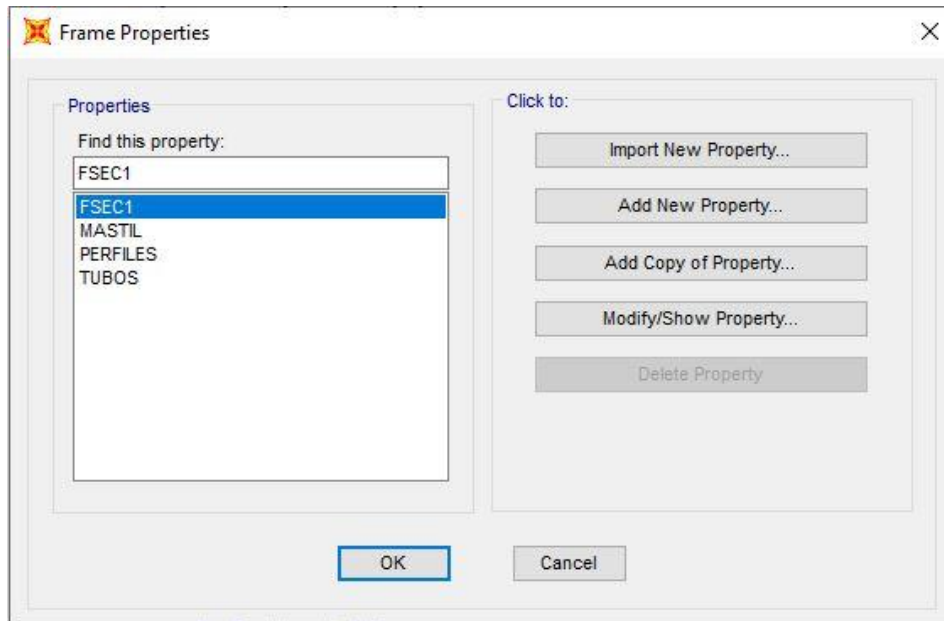 Frame Properties
Properties
Find this property:
FSEC1
FSEC1
MASTIL
PERFILES
TUBOS
Click to:
Import New Property...
Add New Property...
Add Copy of Property...
Modify/Show Property...
Delete Property
OK
Cancel